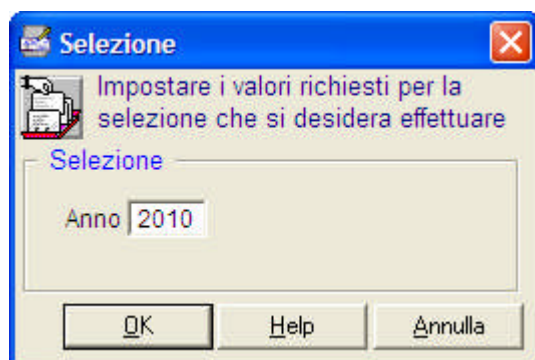 Selezione
Impostare i valori richiesti per la
selezione che si desidera effettuare
Selezione
Anno 2010
OK Help Annulla